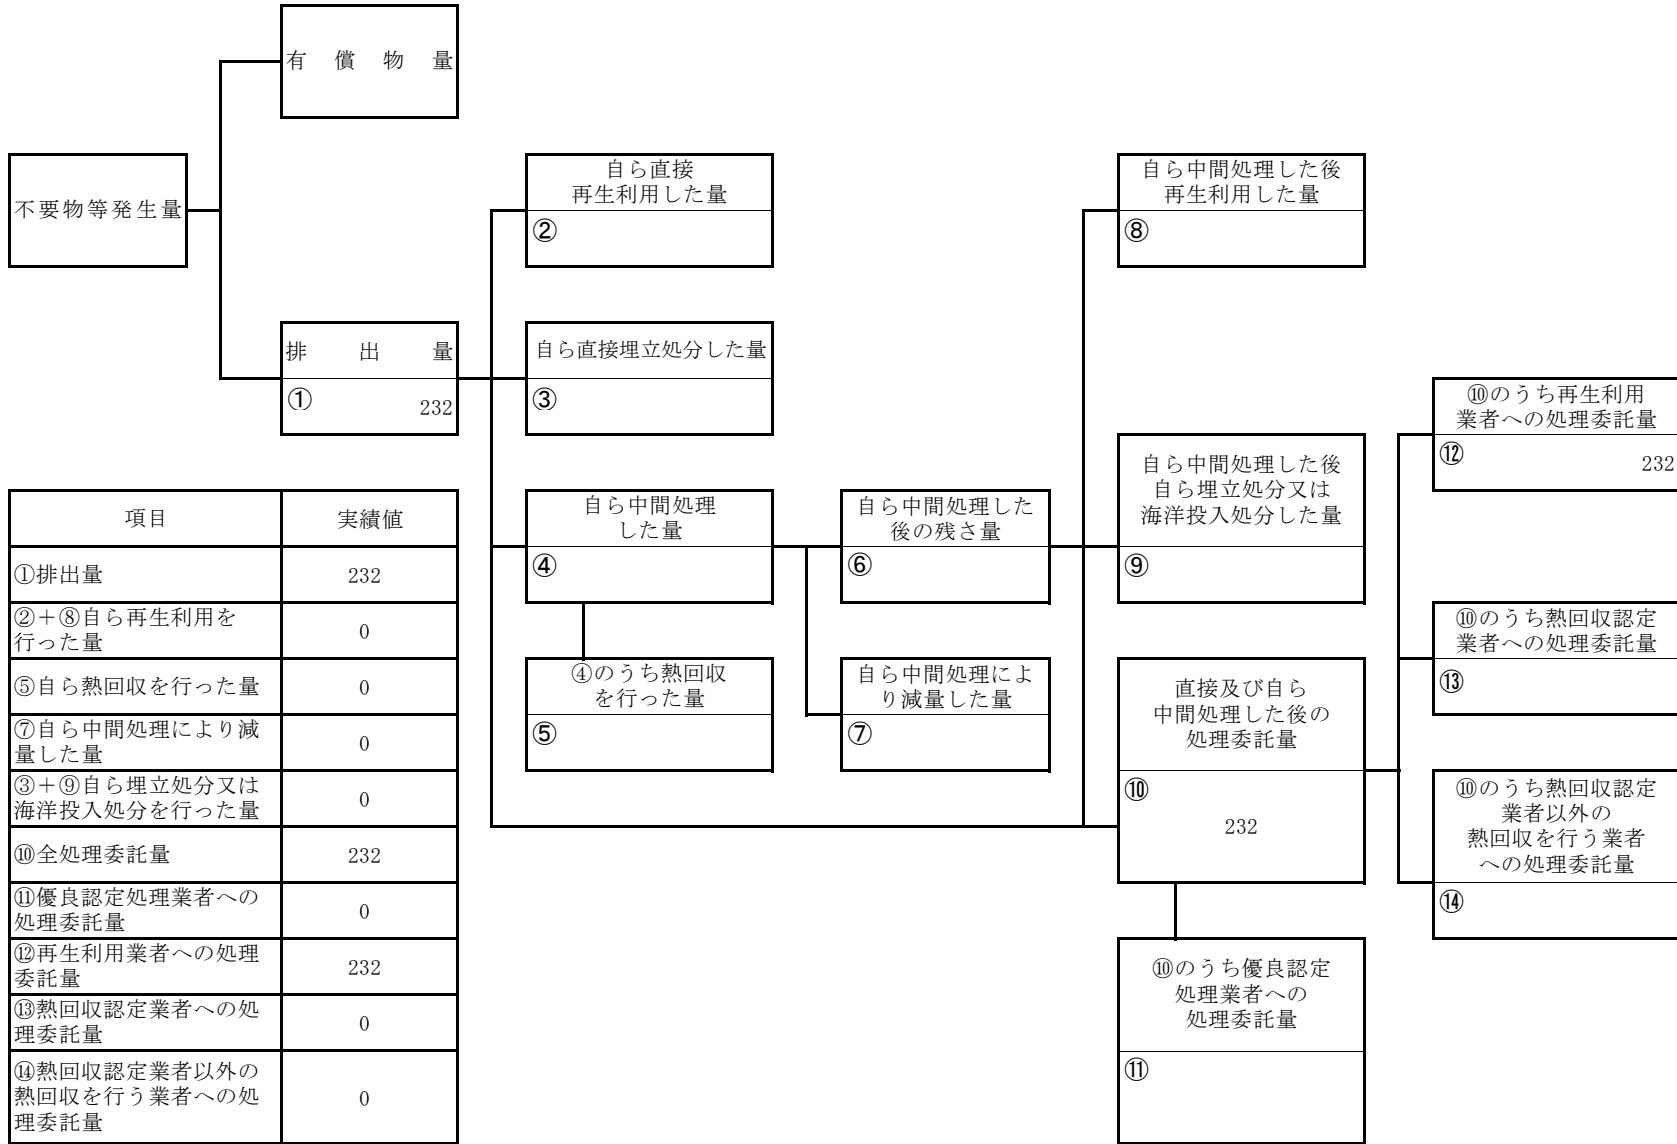 有償物量
不要物等発生量
自ら直接
再生利用した量
②
自ら中間処理した後
再生利用した量
⑧
排出量
①
232
自ら直接埋立処分した量
③
⑩のうち再生利用
業者への処理委託量
⑫
232
自ら中間処理
した量
④
自ら中間処理した
後の残さ量
⑥
自ら中間処理した後
自ら埋立処分又は
海洋投入処分した量
⑨
⑩のうち熱回収認定
業者への処理委託量
⑬
④のうち熱回収
を行った量
⑤
自ら中間処理によ
り減量した量
⑦
直接及び自ら
中間処理した後の
処理委託量
⑩
232
⑩のうち熱回収認定
業者以外の
熱回収を行う業者
への処理委託量
⑭
⑩のうち優良認定
処理業者への
処理委託量
⑪
項目 実績値
①排出量 232
②＋⑧自ら再生利用を
行った量 0
⑤自ら熱回収を行った量 0
⑦自ら中間処理により減
量した量 0
③＋⑨自ら埋立処分又は
海洋投入処分を行った量 0
⑩全処理委託量 232
⑪優良認定処理業者への
処理委託量 0
⑫再生利用業者への処理
委託量 232
⑬熱回収認定業者への処
理委託量 0
⑭熱回収認定業者以外の
熱回収を行う業者への処 0
理委託量